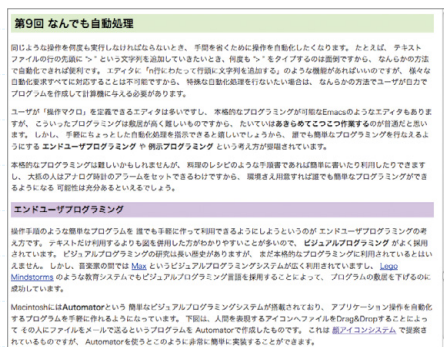 第9回 なんでも自動処理
同じような操作を何度も実行しなければならないとき、 手間を省くために操作を自動化したくなります。 たとえば、 テキスト
ファイルの行の先頭に ">" という文字列を追加していきたいとき、何度も ">" をタイプするのは面倒ですから、 なんらかの方法
で自動化できれば便利です。 エディタに「n行にわたって行頭に文字列を追加する」のような機能があればいいのですが、 様々な
自動化要求すべてに対応することは不可能ですから、 特殊な自動化処理を行ないたい場合は、 なんらかの方法でユーザが自力で
プログラムを作成して計算機に与える必要があります。
ユーザが「操作マクロ」を定義できるエディタは多いですし、 本格的なプログラミングが可能なEmacsのようなエディタもありま
すが、 こういったプログラミングは敷居が高く難しいものですから、 たいていはあきらめてこつこつ作業するのが普通だと思い
ます。 しかし、 手軽にちょっとした自動化処理を指示できると嬉しいでしょうから、 誰でも簡単なプログラミングを行なえるよ
うにする エンドユーザプログラミング や 例示プログラミング という考え方が提唱されています。
本格的なプログラミングは難しいかもしれませんが、 料理のレシピのような手順書であれば簡単に書いたり利用したりできます
し、 大抵の人はアナログ時計のアラームをセットできるわけですから、 環境さえ用意すれば誰でも簡単なプログラミングができ
るようになる 可能性は充分あるといえるでしょう。
エンドユーザプログラミング
操作手順のような簡単なプログラムを 誰でも手軽に作って利用できるようにしようというのが エンドユーザプログラミングの考
え方です。 テキストだけ利用するよりも図を併用した方がわかりやすいことが多いので、 ビジュアルプログラミング がよく採用
されています。 ビジュアルプログラミングの研究は長い歴史がありますが、 まだ本格的なプログラミングに利用されているとはい
えません。 しかし、音楽業の間では Max というビジュアルプログラミングシステムが広く利用されていますし、 Lego
Mindstorms のような教育システムでもビジュアルプログラミング言語を採用することによって、 プログラムの敷居を下げるのに
成功しています。
MacintoshにはAutomatorという 簡単なビジュアルプログラミングシステムが搭載されており、 アプリケーション操作を自動化
するプログラムを手軽に作れるようになっています。 下図は、人間を表現するアイコンへファイルをDrag&Dropすることによっ
て その人にファイルをメールで送るというプログラムを Automatorで作成したものです。 これは 顔アイコンシステム で提案さ
れているものですが、 Automatorを使うとこのように非常に簡単に実装することができます。